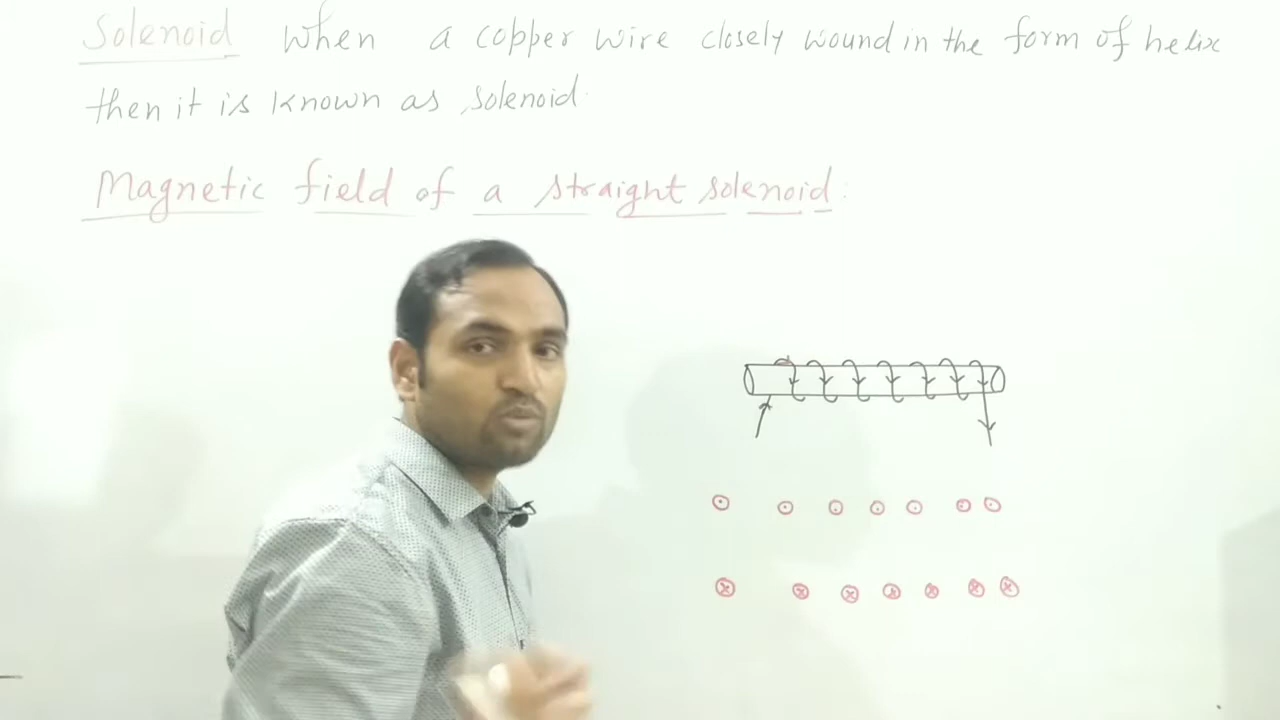 Solenoid When a copper wire closely wound in the form of helix
then it is known as solenoid.
Magnetic field of a straight solenoid: